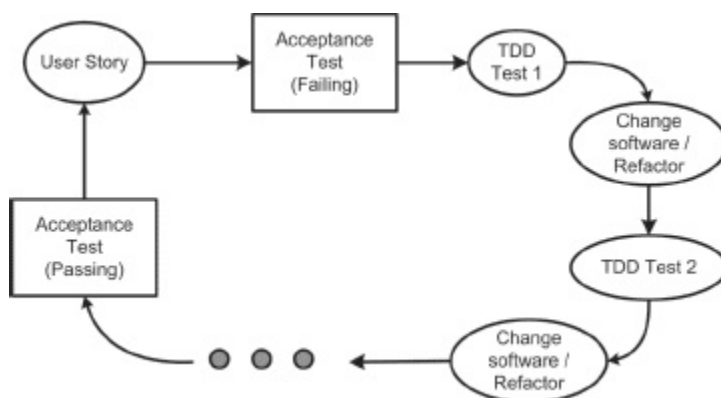 User Story
Acceptance
Test
(Failing)
TDD
Test 1
Change
software /
Refactor
TDD Test 2
Change
software /
Refactor
Acceptance
Test
(Passing)